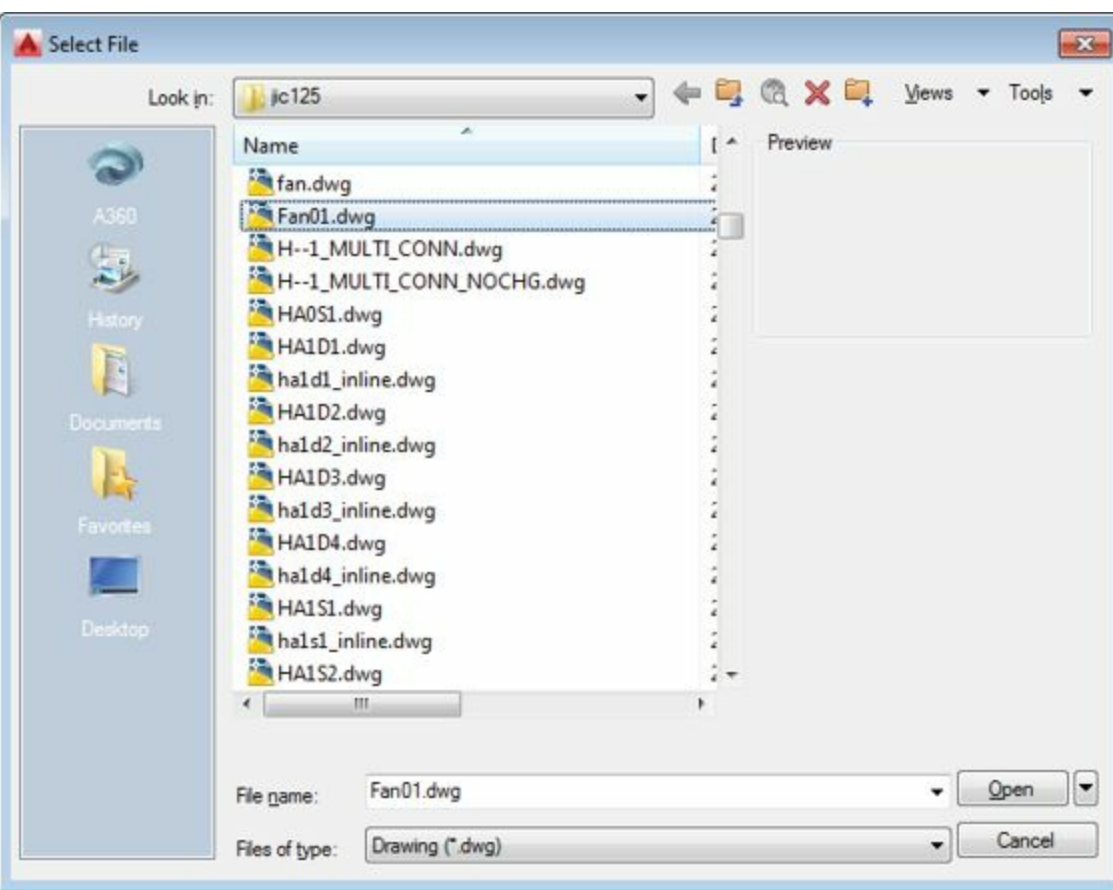 Select File
Look in: jic125 Views Tools
Name Preview
A360
History
Documents
Favorites
Desktop
fan.dwg
Fan01.dwg
H--1_MULTI_CONN.dwg
H--1_MULTI_CONN_NOCHG.dwg
HA0S1.dwg
HA1D1.dwg
ha1d1_inline.dwg
HA1D2.dwg
ha1d2_inline.dwg
HA1D3.dwg
ha1d3_inline.dwg
HA1D4.dwg
ha1d4_inline.dwg
HA1S1.dwg
ha1s1_inline.dwg
HA1S2.dwg
File name: Fan01.dwg Open
Files of type: Drawing (*.dwg) Cancel